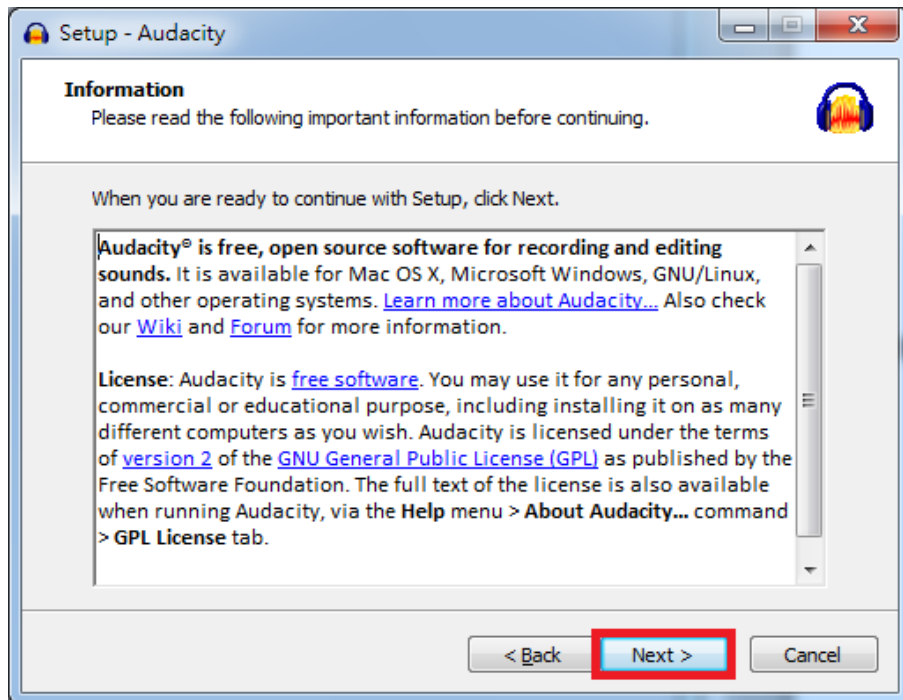 Setup - Audacity
Information
Please read the following important information before continuing.
When you are ready to continue with Setup, click Next.
Audacity® is free, open source software for recording and editing
sounds. It is available for Mac OS X, Microsoft Windows, GNU/Linux,
and other operating systems. Learn more about Audacity... Also check
our Wiki and Forum for more information.
License: Audacity is free software. You may use it for any personal,
commercial or educational purpose, including installing it on as many
different computers as you wish. Audacity is licensed under the terms
of version 2 of the GNU General Public License (GPL) as published by the
Free Software Foundation. The full text of the license is also available
when running Audacity, via the Help menu > About Audacity... command
> GPL License tab.
< Back Next > Cancel